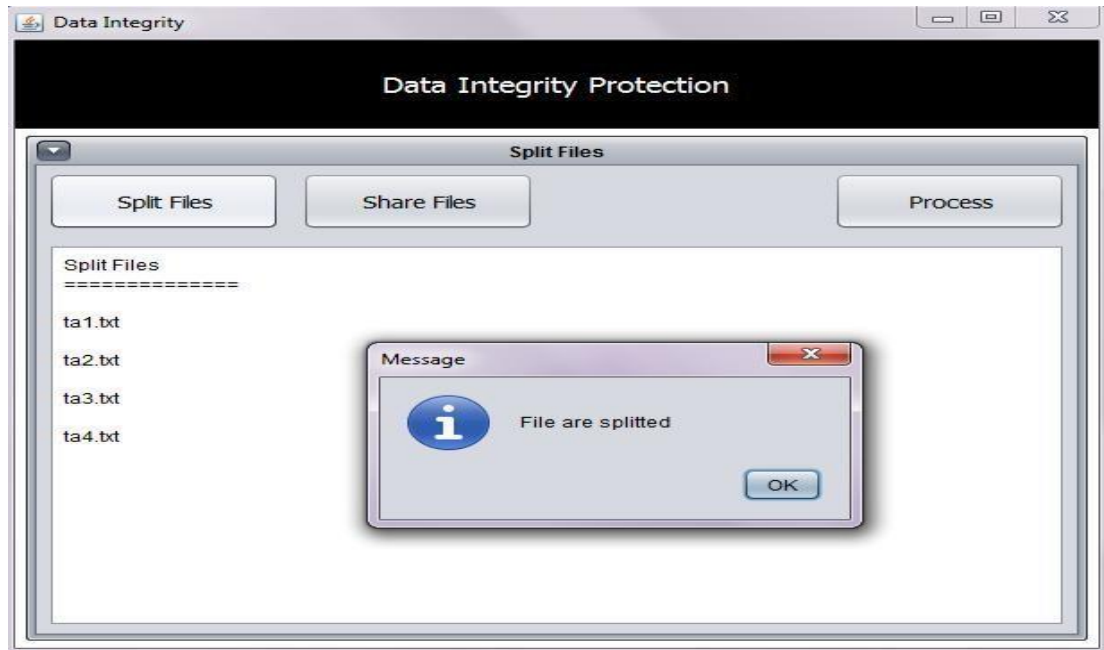 Data Integrity
Data Integrity Protection
Split Files
Split Files Share Files Process
Split Files
==============
ta1.txt
ta2.txt
ta3.txt
ta4.txt
Message
File are splitted
OK